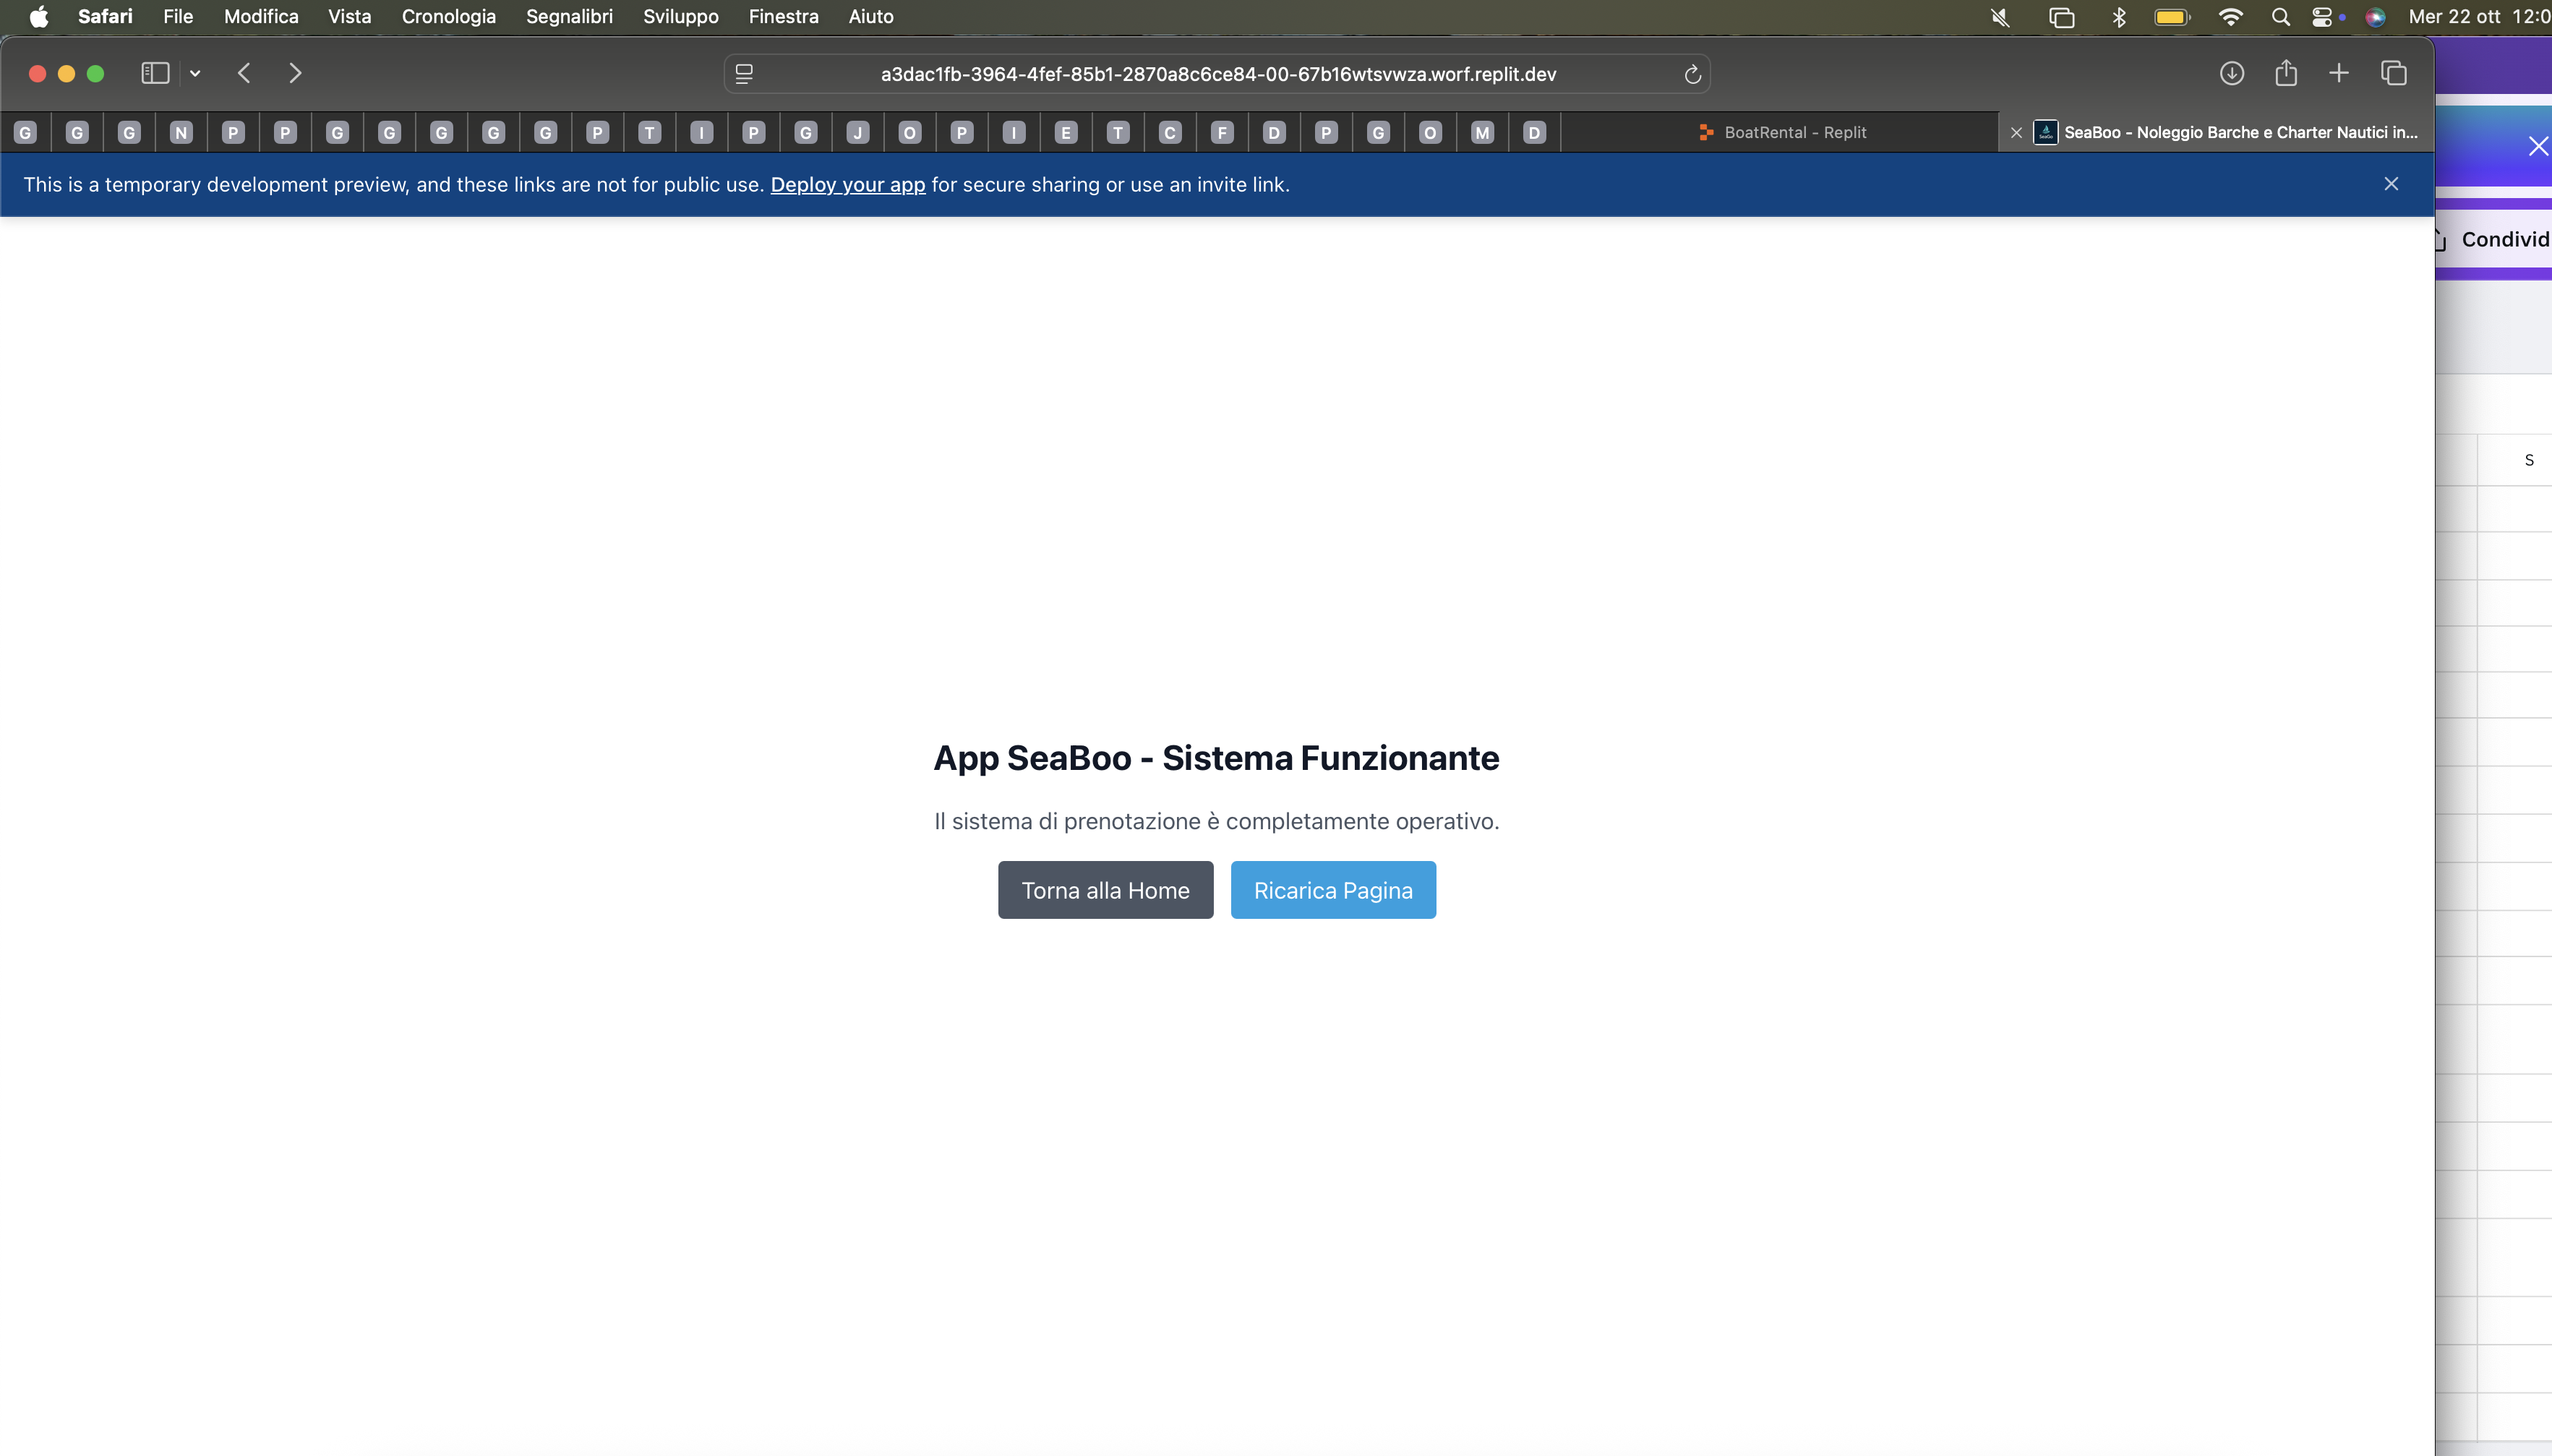 Safari File Modifica Vista Cronologia Segnalibri Sviluppo Finestra Aiuto Mer 22 ott 12:0
a3dac1fb-3964-4fef-85b1-2870a8c6ce84-00-67b16wtsvwza.worf.replit.dev
G G G N P P G G G G G P T I P G J O P I E T C F D P G O M D BoatRental - Replit SeaBoo - Noleggio Barche e Charter Nautici in...
This is a temporary development preview, and these links are not for public use. Deploy your app for secure sharing or use an invite link.
Condivid
S
App SeaBoo - Sistema Funzionante
Il sistema di prenotazione è completamente operativo.
Torna alla Home Ricarica Pagina